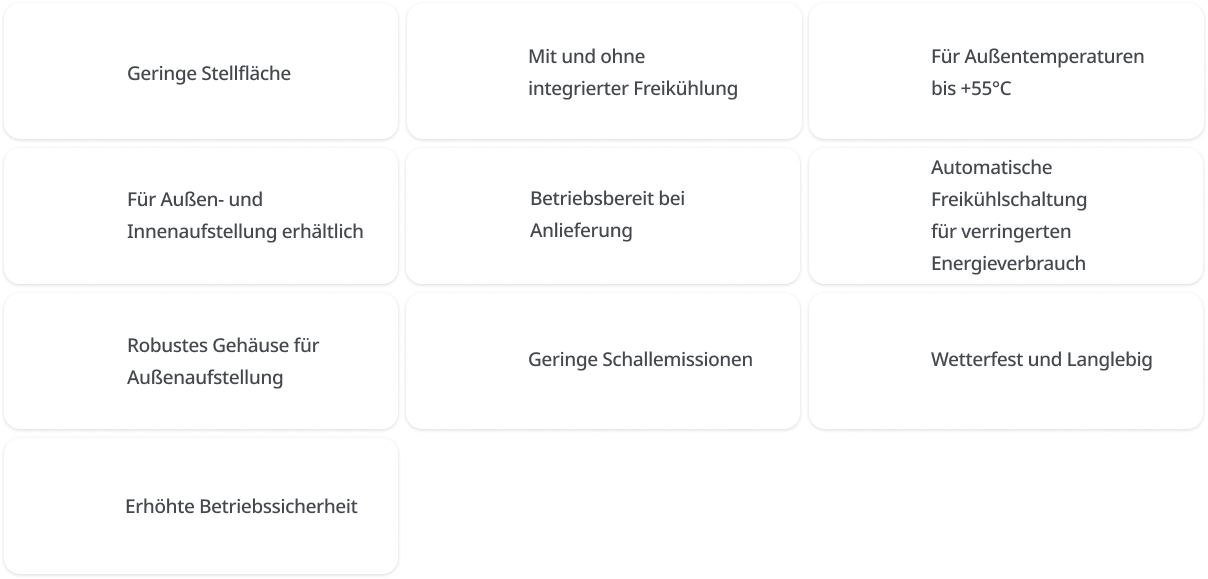 Geringe Stellfläche
Mit und ohne
integrierter Freikühlung
Für Außentemperaturen
bis +55°C
Für Außen- und
Innenaufstellung erhältlich
Betriebsbereit bei
Anlieferung
Automatische
Freikühlschaltung
für verringerten
Energieverbrauch
Robustes Gehäuse für
Außenaufstellung
Geringe Schallemissionen
Wetterfest und Langlebig
Erhöhte Betriebssicherheit